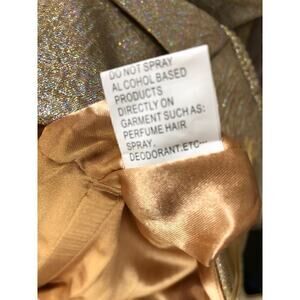 DO NOT SPRAY
ALCOHOL BASED
PRODUCTS
DIRECTLY ON
GARMENT SUCH AS:
PERFUME HAIR
SPRAY,
DEODORANT.ETC...